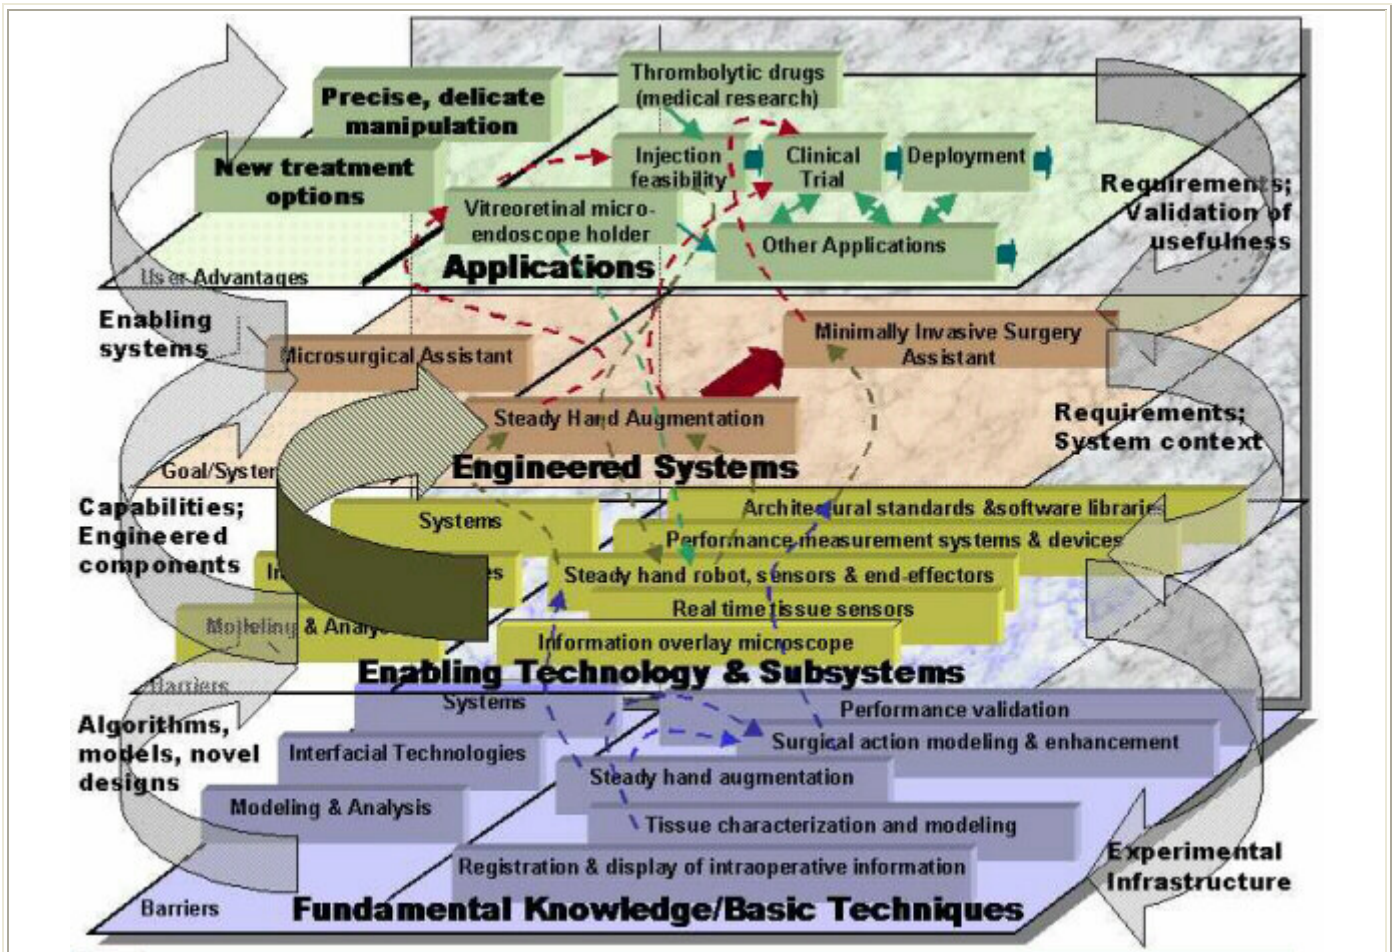 Thrombolytic drugs
(medical research)
Precise, delicate
manipulation
New treatment
options
Injection
feasibility
Clinical
Trial
Deployment
Vitreoretinal micro-
endoscope holder
Other Applications
Requirements;
Validation of
usefulness
User Advantages
Applications
Enabling
systems
Microsurgical Assistant
Minimally Invasive Surgery
Assistant
Steady Hand Augmentation
Requirements;
System context
Goal/System
Engineered Systems
Capabilities;
Engineered
components
Systems
Architectural standards &software libraries
Performance measurement systems & devices
Steady hand robot, sensors & end-effectors
Real time tissue sensors
Modeling & Analys
Information overlay microscope
Enabling Technology & Subsystems
Barriers
Algorithms,
models, novel
designs
Systems
Performance validation
Interfacial Technologies
Surgical action modeling & enhancement
Steady hand augmentation
Modeling & Analysis
Tissue characterization and modeling
Registration & display of intraoperative information
Experimental
Infrastructure
Barriers
Fundamental Knowledge/Basic Techniques